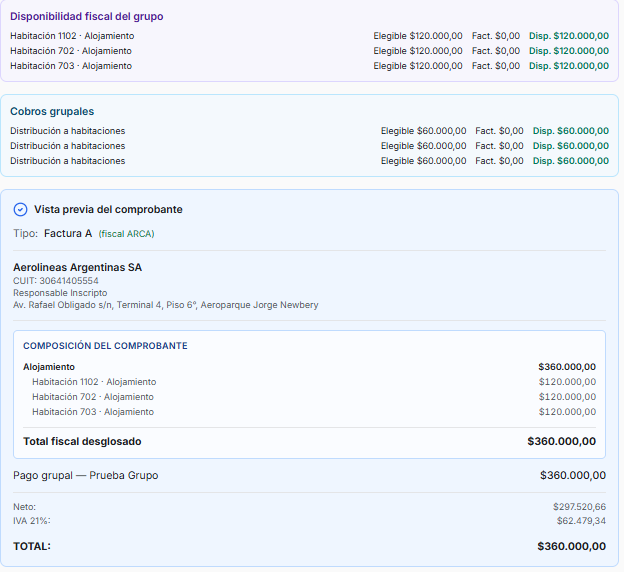 Disponibilidad fiscal del grupo
Habitación 1102 · Alojamiento Elegible $120.000,00 Fact. $0,00 Disp. $120.000,00
Habitación 702 · Alojamiento Elegible $120.000,00 Fact. $0,00 Disp. $120.000,00
Habitación 703 · Alojamiento Elegible $120.000,00 Fact. $0,00 Disp. $120.000,00
Cobros grupales
Distribución a habitaciones Elegible $60.000,00 Fact. $0,00 Disp. $60.000,00
Distribución a habitaciones Elegible $60.000,00 Fact. $0,00 Disp. $60.000,00
Distribución a habitaciones Elegible $60.000,00 Fact. $0,00 Disp. $60.000,00
Vista previa del comprobante
Tipo: Factura A (fiscal ARCA)
Aerolineas Argentinas SA
CUIT: 30641405554
Responsable Inscripto
Av. Rafael Obligado s/n, Terminal 4, Piso 6°, Aeroparque Jorge Newbery
COMPOSICIÓN DEL COMPROBANTE
Alojamiento $360.000,00
Habitación 1102 · Alojamiento $120.000,00
Habitación 702 · Alojamiento $120.000,00
Habitación 703 · Alojamiento $120.000,00
Total fiscal desglosado $360.000,00
Pago grupal — Prueba Grupo $360.000,00
Neto: $297.520,66
IVA 21%: $62.479,34
TOTAL: $360.000,00